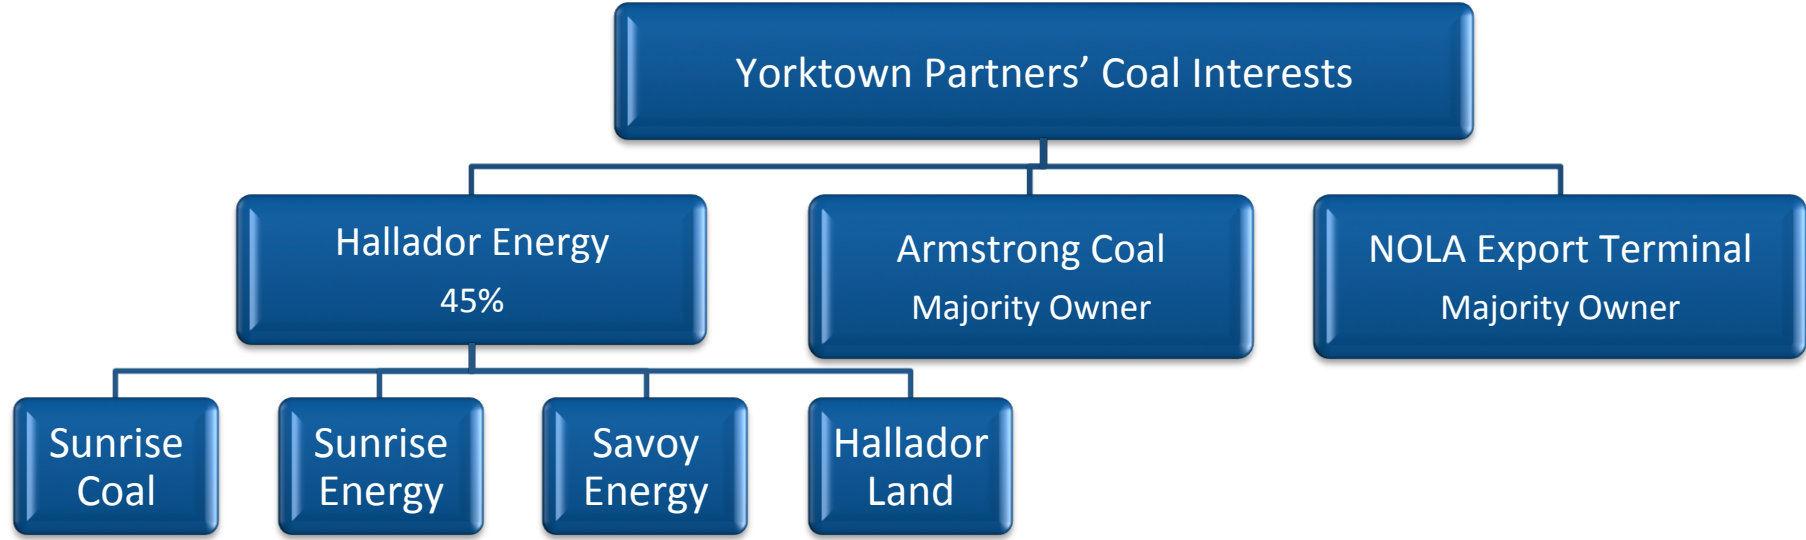 Yorktown Partners’ Coal Interests
Hallador Energy
45%
Armstrong Coal
Majority Owner
NOLA Export Terminal
Majority Owner
Sunrise
Coal
Sunrise
Energy
Savoy
Energy
Hallador
Land